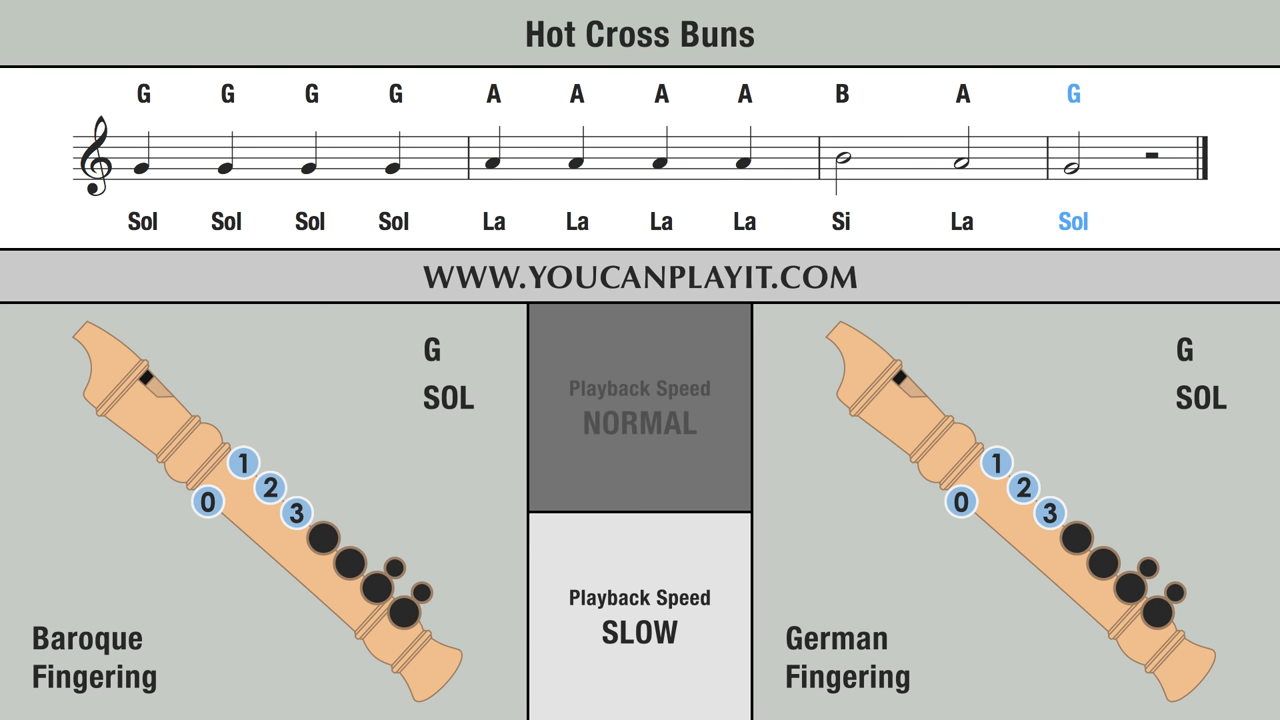 Hot Cross Buns
G G G G A A A A B A G
Sol Sol Sol Sol La La La La Si La Sol
WWW.YOUCANPLAYIT.COM
G
SOL
0 1 2 3
Baroque
Fingering
Playback Speed
NORMAL
Playback Speed
SLOW
G
SOL
0 1 2 3
German
Fingering